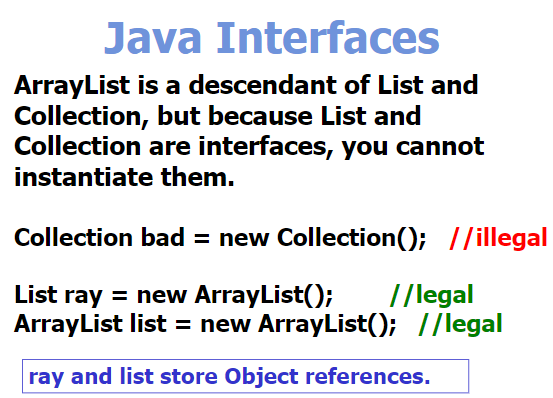 Java Interfaces
ArrayList is a descendant of List and
Collection, but because List and
Collection are interfaces, you cannot
instantiate them.
Collection bad = new Collection(); //illegal
List ray = new ArrayList(); //legal
ArrayList list = new ArrayList(); //legal
ray and list store Object references.